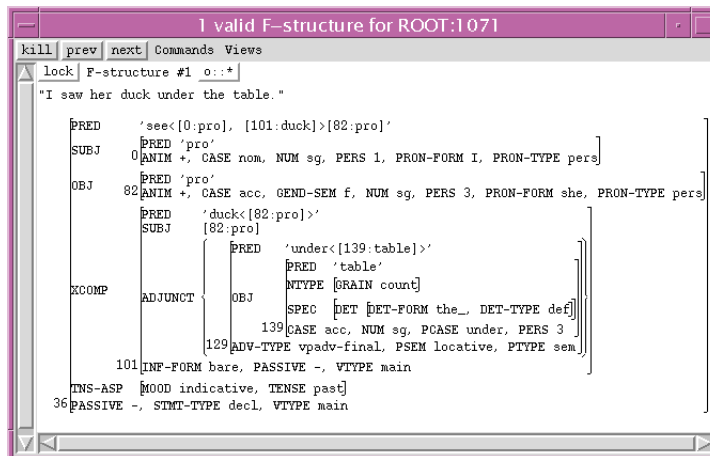 1 valid F-structure for ROOT:1071
kill prev next Commands Views
lock F-structure #1 o::*
"I saw her duck under the table."
PRED 'see<[0:pro], [101:duck]>[82:pro]'
PRED 'pro'
SUBJ
0 ANIM +, CASE nom, NUM sg, PERS 1, PRON-FORM I, PRON-TYPE pers
PRED 'pro'
OBJ
82 ANIM +, CASE acc, GEND-SEM f, NUM sg, PERS 3, PRON-FORM she, PRON-TYPE pers
PRED 'duck<[82:pro]>'
SUBJ [82:pro]
PRED 'under<[139:table]>'
PRED 'table'
NTYPE [GRAIN count]
XCOMP ADJUNCT OBJ
SPEC [DET [DET-FORM the_, DET-TYPE def]]
139 CASE acc, NUM sg, PCASE under, PERS 3
129 ADV-TYPE vpadv-final, PSEM locative, PTYPE sem
101 INF-FORM bare, PASSIVE -, VTYPE main
TNS-ASP [MOOD indicative, TENSE past]
36 PASSIVE -, STMT-TYPE decl, VTYPE main